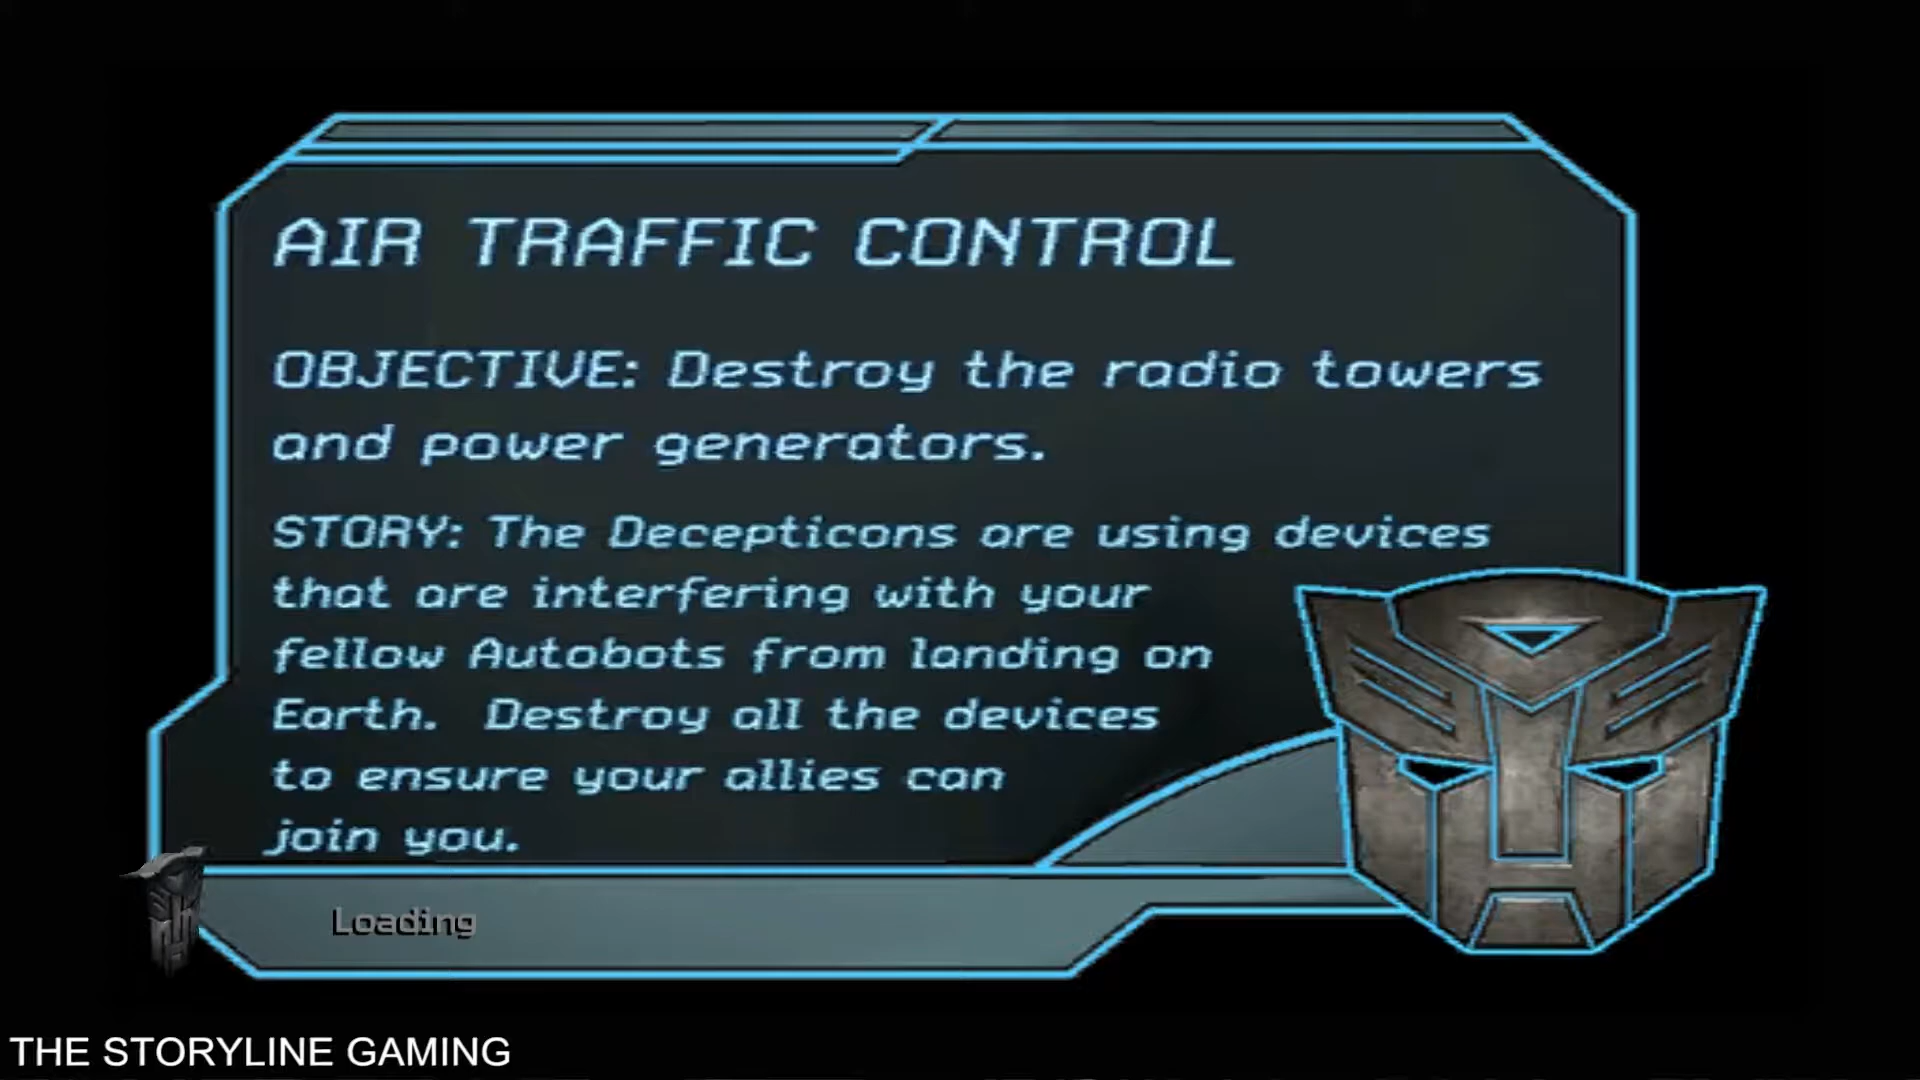 AIR TRAFFIC CONTROL
OBJECTIVE: Destroy the radio towers
and power generators.
STORY: The Decepticons are using devices
that are interfering with your
fellow Autobots from landing on
Earth.  Destroy all the devices
to ensure your allies can
join you.
Loading
THE STORYLINE GAMING